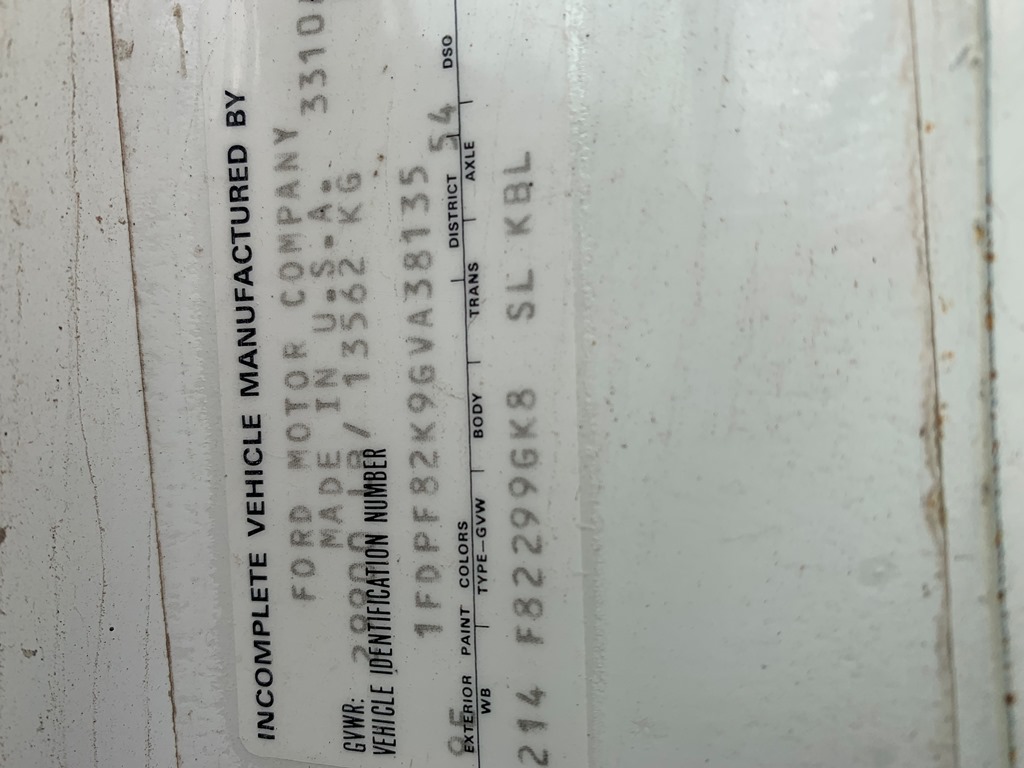 INCOMPLETE VEHICLE MANUFACTURED BY
FORD MOTOR COMPANY
MADE IN U.S.A. 3310
GVWR: LB / 13562 KG
VEHICLE IDENTIFICATION NUMBER
1FDPF82K9GVA38135
54
EXTERIOR PAINT COLORS DISTRICT DSO
WB TYPE-GVW BODY TRANS AXLE
214 F82299GK8 SL KBL